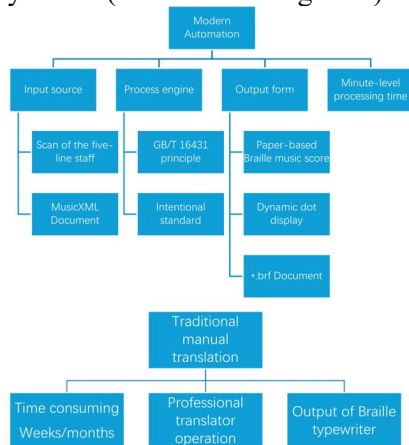 Modern
Automation
Input source
Process engine
Output form
Minute-level
processing time
Scan of the five-
line staff
GB/T 16431
principle
Paper-based
Braille music score
MusicXML
Document
Intentional
standard
Dynamic dot
display
*.brf Document
Traditional
manual
translation
Time consuming
Weeks/months
Professional
translator
operation
Output of Braille
typewriter